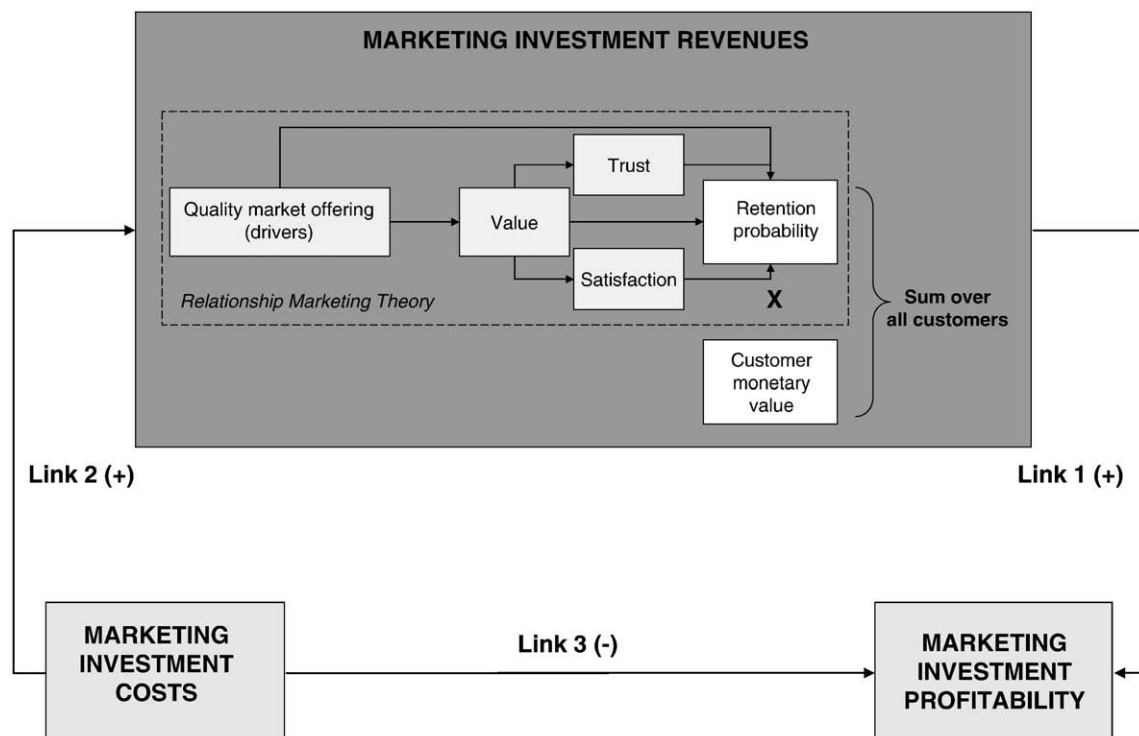 MARKETING INVESTMENT REVENUES
Trust
Quality market offering
(drivers)
Value
Retention
probability
Satisfaction
Relationship Marketing Theory
X
Sum over
all customers
Customer
monetary
value
Link 2 (+)
Link 1 (+)
MARKETING
INVESTMENT
COSTS
Link 3 (-)
MARKETING
INVESTMENT
PROFITABILITY